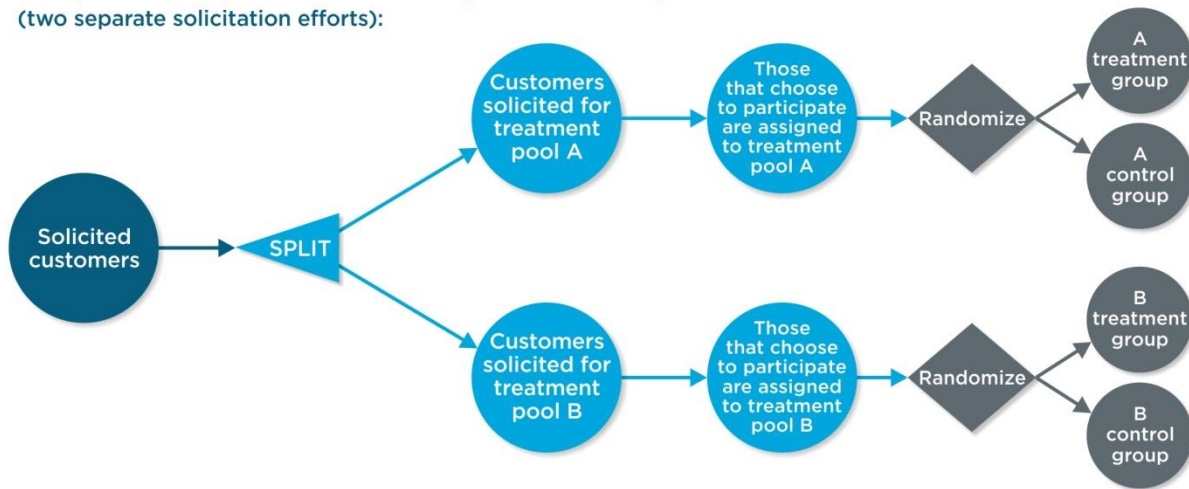 (two separate solicitation efforts):
Solicited
customers
SPLIT
Customers
solicited for
treatment
pool A
Those
that choose
to participate
are assigned
to treatment
pool A
Randomize
A
treatment
group
A
control
group
Customers
solicited for
treatment
pool B
Those
that choose
to participate
are assigned
to treatment
pool B
Randomize
B
treatment
group
B
control
group